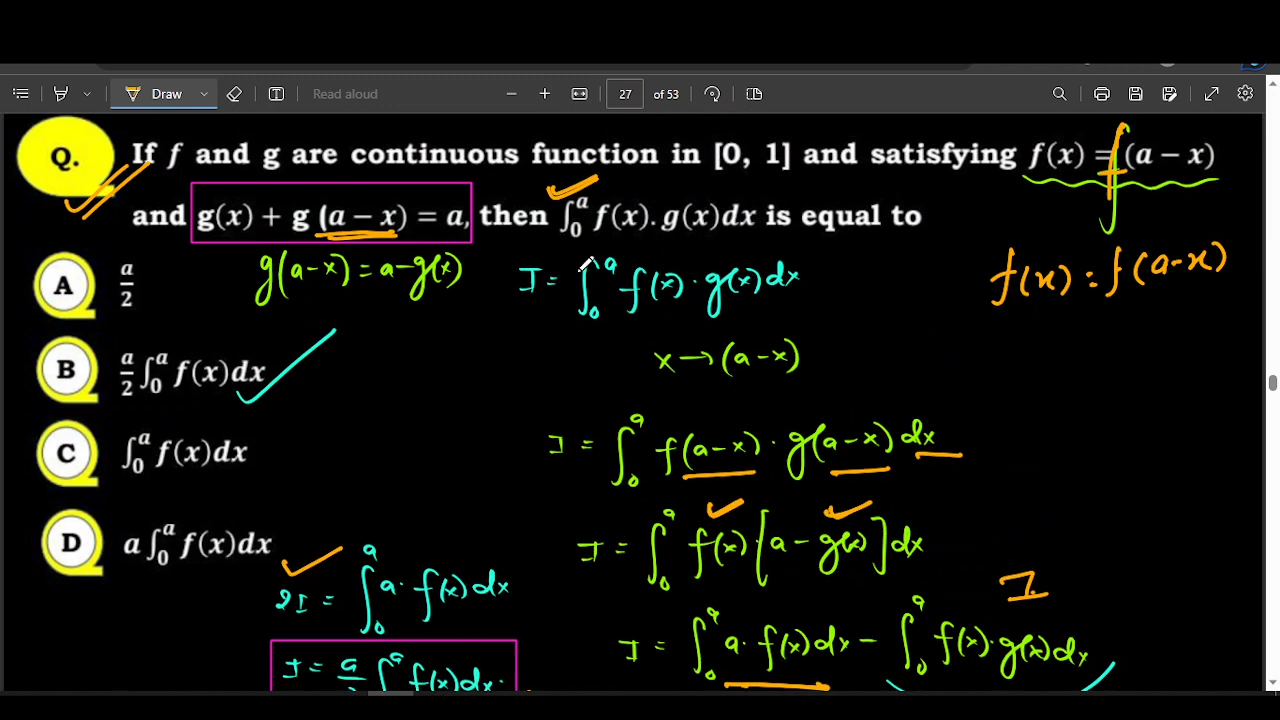 Draw
Read aloud
27 of 53
Q. If f and g are continuous function in [0, 1] and satisfying f(x) = f(a − x)
and g(x) + g (a − x) = a, then ∫₀ᵃ f(x). g(x)dx is equal to
A a/2
B a/2 ∫₀ᵃ f(x)dx
C ∫₀ᵃ f(x)dx
D a ∫₀ᵃ f(x)dx
g(a-x) = a-g(x)
f(x) = f(a-x)
I = ∫₀ᵃ f(x)·g(x)dx
x → (a-x)
I = ∫₀ᵃ f(a-x)·g(a-x) dx
I = ∫₀ᵃ f(x)·[a - g(x)]dx
I
I = ∫₀ᵃ a·f(x)dx - ∫₀ᵃ f(x)·g(x)dx
2I = ∫₀ᵃ a·f(x)dx
I = a ∫ᵃ f(x)dx.